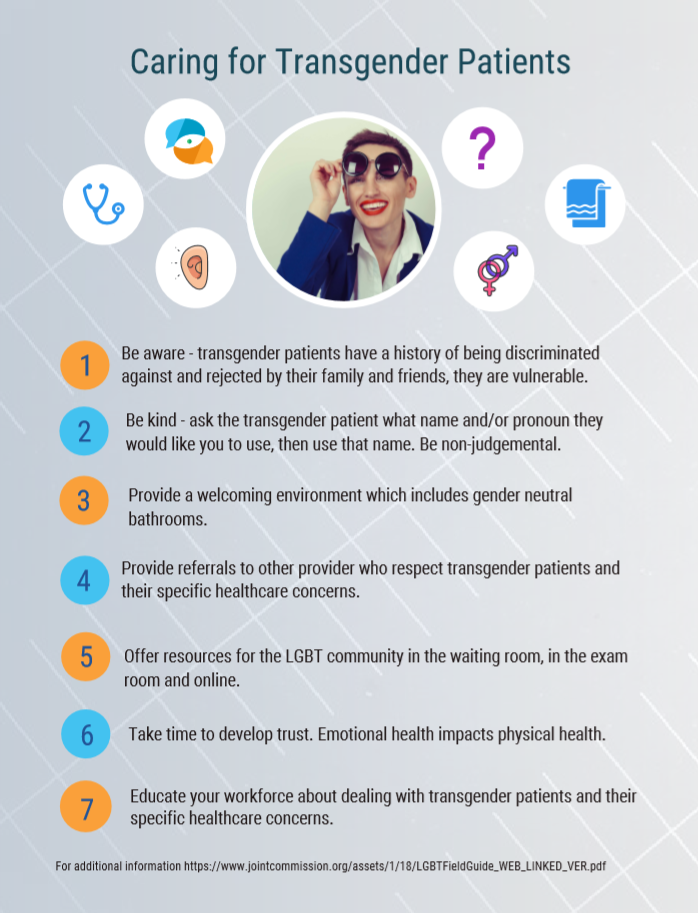 Caring for Transgender Patients
?
1
Be aware - transgender patients have a history of being discriminated
against and rejected by their family and friends, they are vulnerable.
2
Be kind - ask the transgender patient what name and/or pronoun they
would like you to use, then use that name. Be non-judgemental.
3
Provide a welcoming environment which includes gender neutral
bathrooms.
4
Provide referrals to other provider who respect transgender patients and
their specific healthcare concerns.
5
Offer resources for the LGBT community in the waiting room, in the exam
room and online.
6
Take time to develop trust. Emotional health impacts physical health.
7
Educate your workforce about dealing with transgender patients and their
specific healthcare concerns.
For additional information https://www.jointcommission.org/assets/1/18/LGBTFieldGuide_WEB_LINKED_VER.pdf